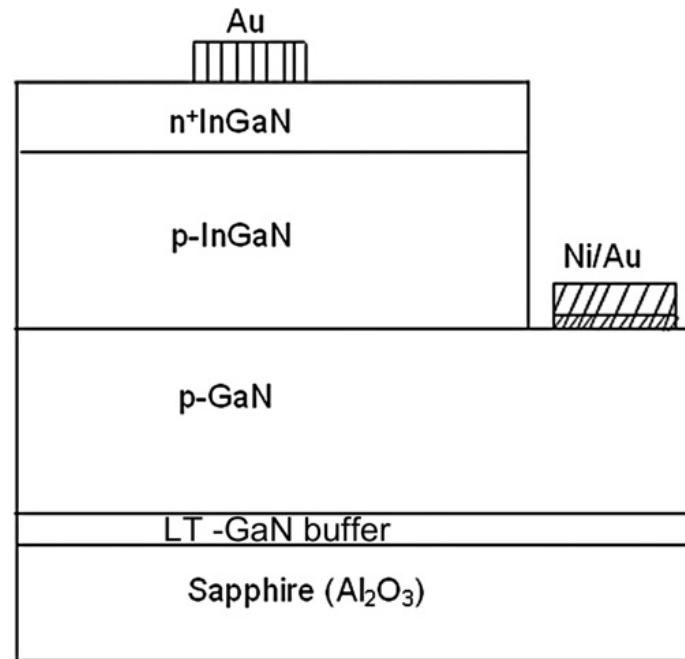 Au
n⁺InGaN
p-InGaN
Ni/Au
p-GaN
LT -GaN buffer
Sapphire (Al₂O₃)